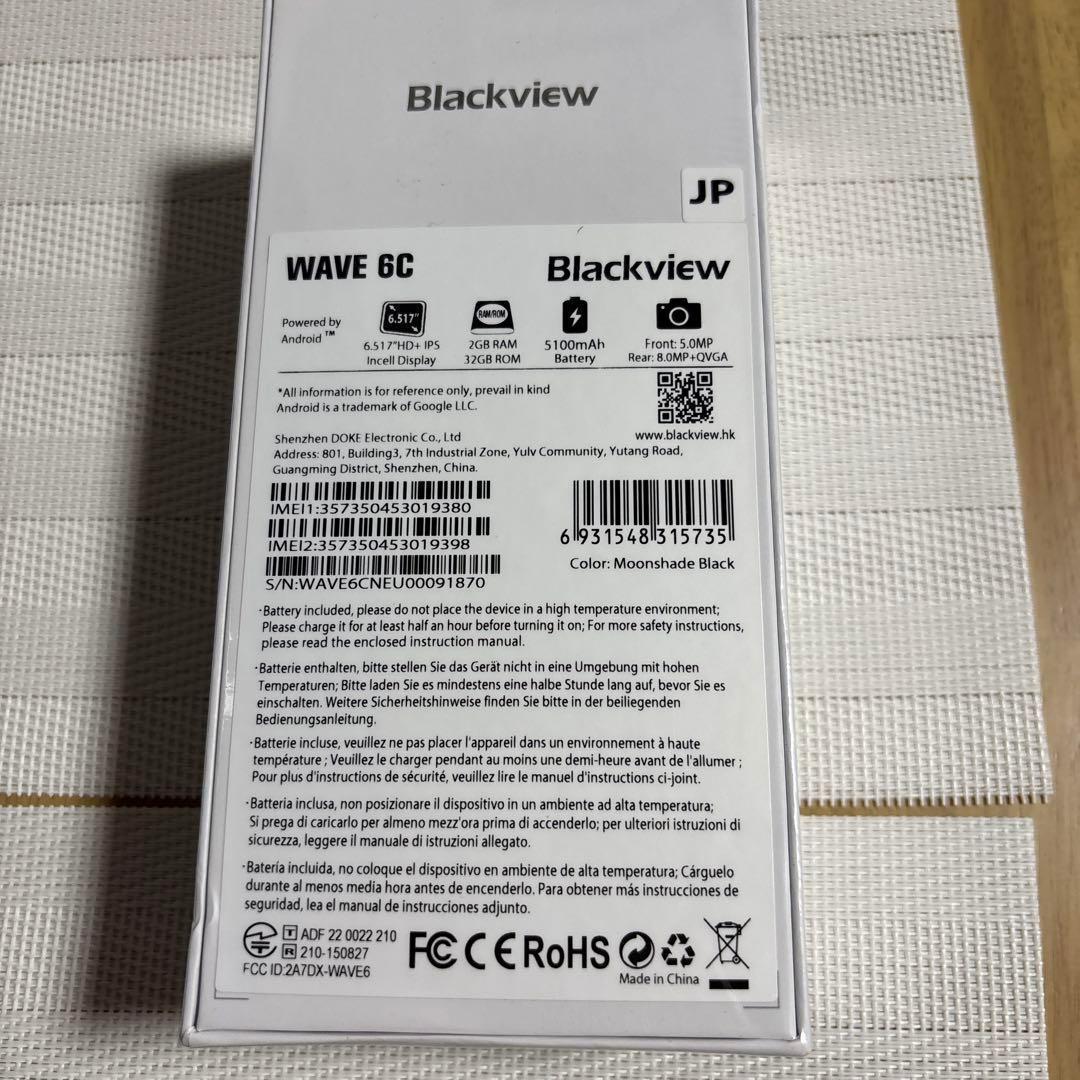 Blackview
JP
WAVE 6C
Blackview
Powered by
Android ™
6.517"
6.517"HD+ IPS
Incell Display
RAM/ROM
2GB RAM
32GB ROM
5100mAh
Battery
Front: 5.0MP
Rear: 8.0MP+QVGA
*All information is for reference only, prevail in kind
Android is a trademark of Google LLC.
www.blackview.hk
Shenzhen DOKE Electronic Co., Ltd
Address: 801, Building3, 7th Industrial Zone, Yulv Community, Yutang Road,
Guangming District, Shenzhen, China.
IMEI1:357350453019380
IMEI2:357350453019398
S/N:WAVE6CNEU00091870
6 931548 315735
Color: Moonshade Black
·Battery included, please do not place the device in a high temperature environment;
Please charge it for at least half an hour before turning it on; For more safety instructions,
please read the enclosed instruction manual.
·Batterie enthalten, bitte stellen Sie das Gerät nicht in eine Umgebung mit hohen
Temperaturen; Bitte laden Sie es mindestens eine halbe Stunde lang auf, bevor Sie es
einschalten. Weitere Sicherheitshinweise finden Sie bitte in der beiliegenden
Bedienungsanleitung.
·Batterie incluse, veuillez ne pas placer l'appareil dans un environnement à haute
température ; Veuillez le charger pendant au moins une demi-heure avant de l'allumer ;
Pour plus d'instructions de sécurité, veuillez lire le manuel d'instructions ci-joint.
·Batteria inclusa, non posizionare il dispositivo in un ambiente ad alta temperatura;
Si prega di caricarlo per almeno mezz'ora prima di accenderlo; per ulteriori istruzioni di
sicurezza, leggere il manuale di istruzioni allegato.
·Batería incluida, no coloque el dispositivo en ambiente de alta temperatura; Cárguelo
durante al menos media hora antes de encenderlo. Para obtener más instrucciones de
seguridad, lea el manual de instrucciones adjunto.
T ADF 22 0022 210
R 210-150827
FCC ID:2A7DX-WAVE6
FC CE RoHS
Made in China